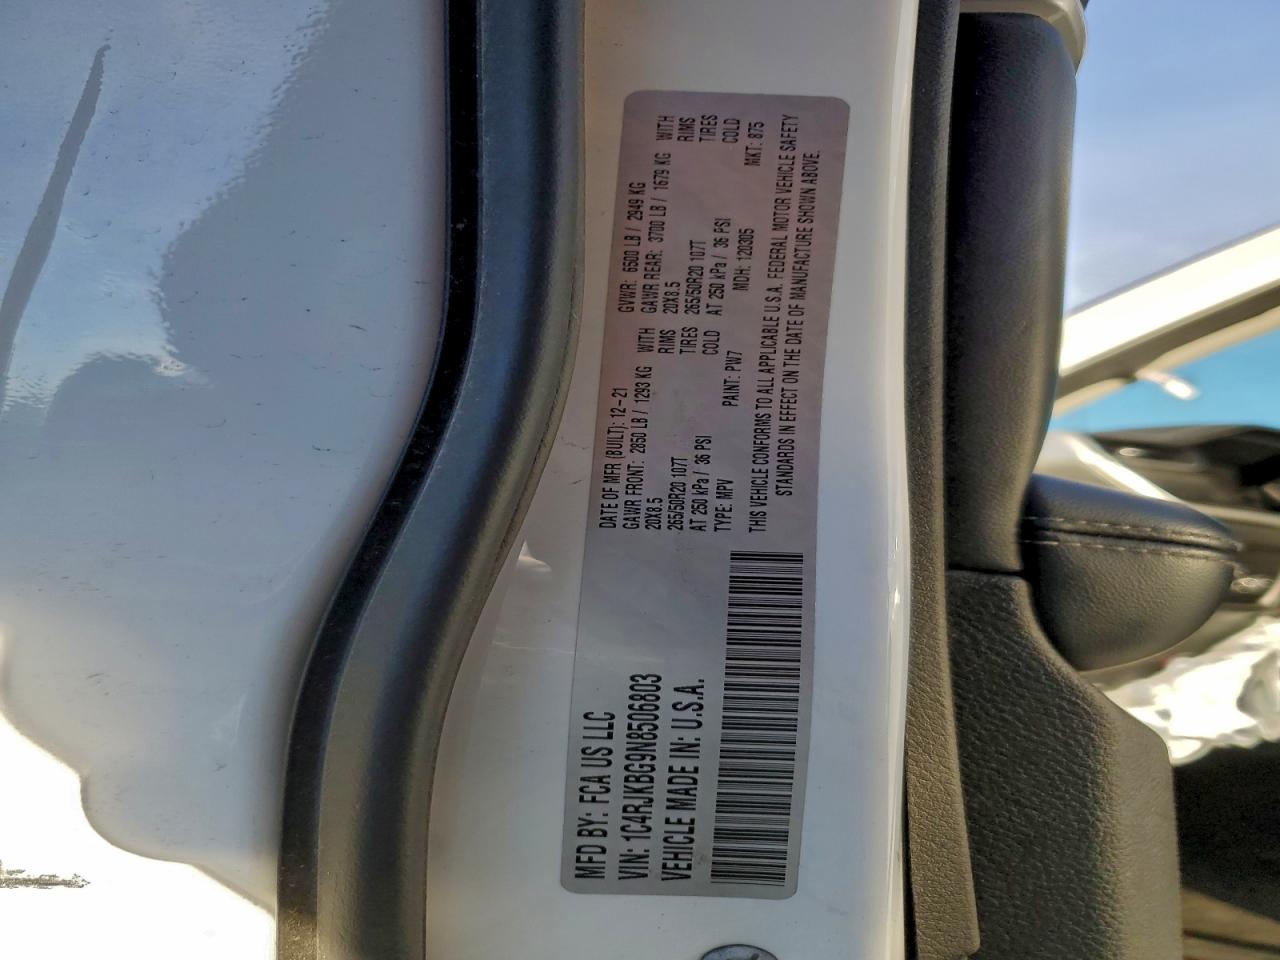 MFD BY: FCA US LLC
VIN: 1C4RJKBG9N8506803
VEHICLE MADE IN: U.S.A.
DATE OF MFR (BUILT): 12-21
GVWR: 6500 LB / 2949 KG
GAWR FRONT: 2850 LB / 1293 KG WITH
GAWR REAR: 3700 LB / 1679 KG WITH
20X8.5 RIMS
20X8.5 RIMS
265/50R20 107T TIRES
265/50R20 107T TIRES
AT 250 kPa / 36 PSI COLD
AT 250 kPa / 36 PSI COLD
TYPE: MPV PAINT: PW7 MDH: 120305 MKT: 875
THIS VEHICLE CONFORMS TO ALL APPLICABLE U.S.A. FEDERAL MOTOR VEHICLE SAFETY
STANDARDS IN EFFECT ON THE DATE OF MANUFACTURE SHOWN ABOVE.